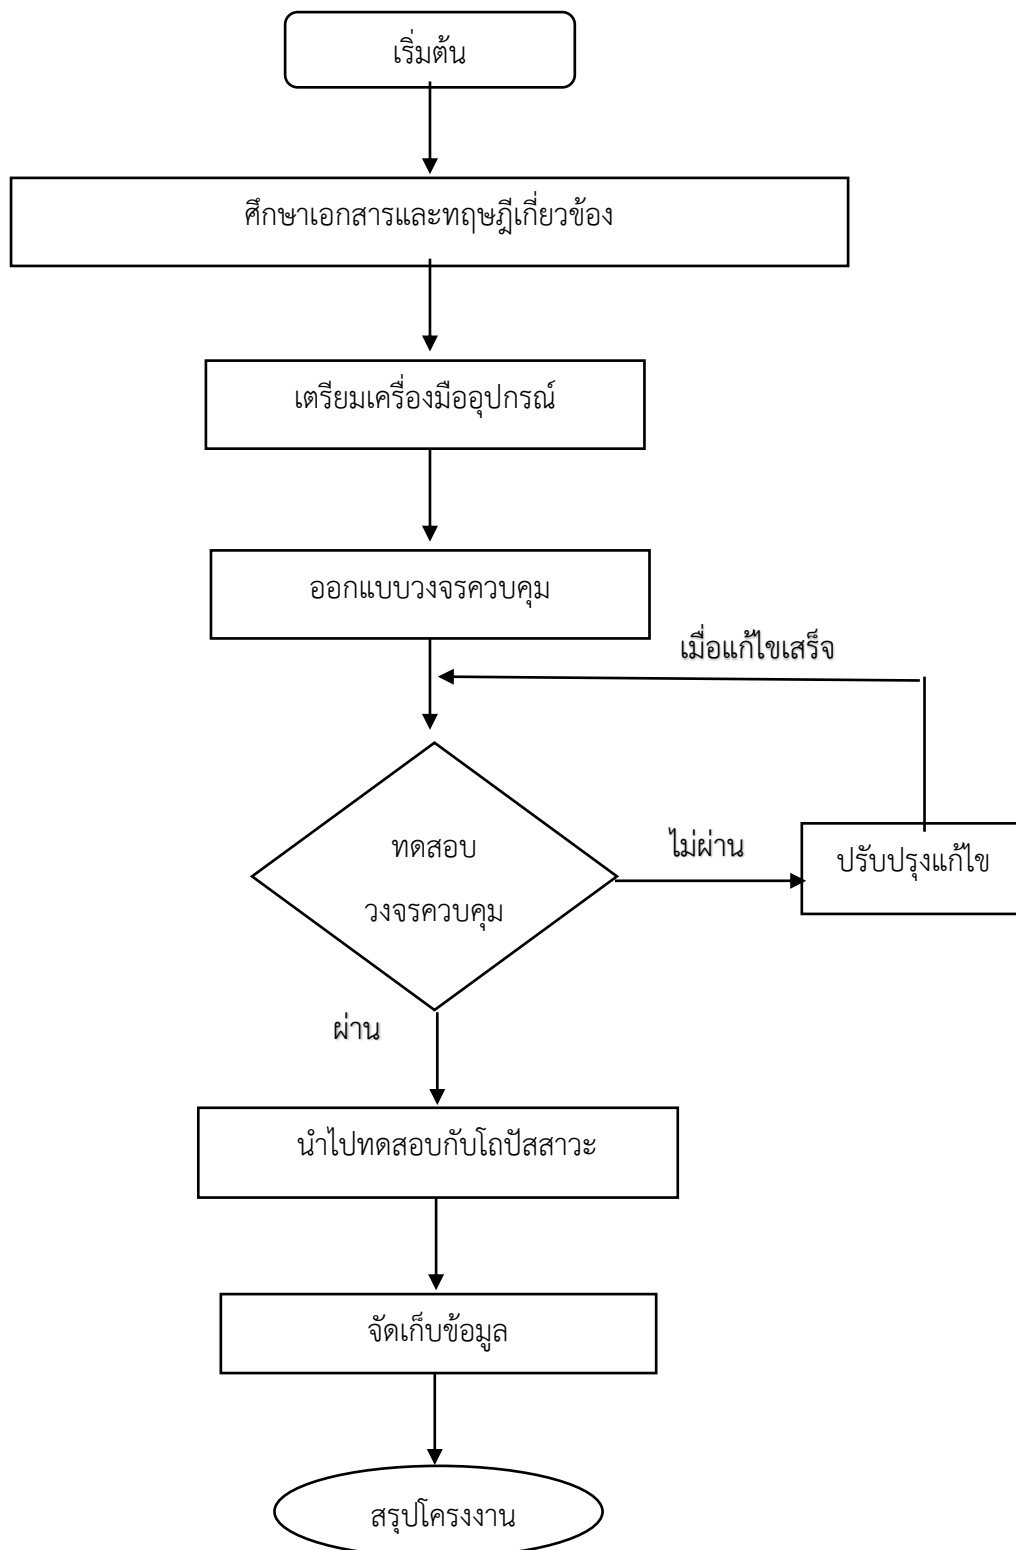 เริ่มต้น
ศึกษาเอกสารและทฤษฎีเกี่ยวข้อง
เตรียมเครื่องมืออุปกรณ์
ออกแบบวงจรควบคุม
เมื่อแก้ไขเสร็จ
ทดสอบ
วงจรควบคุม
ไม่ผ่าน
ปรับปรุงแก้ไข
ผ่าน
นำไปทดสอบกับโถปัสสาวะ
จัดเก็บข้อมูล
สรุปโครงงาน